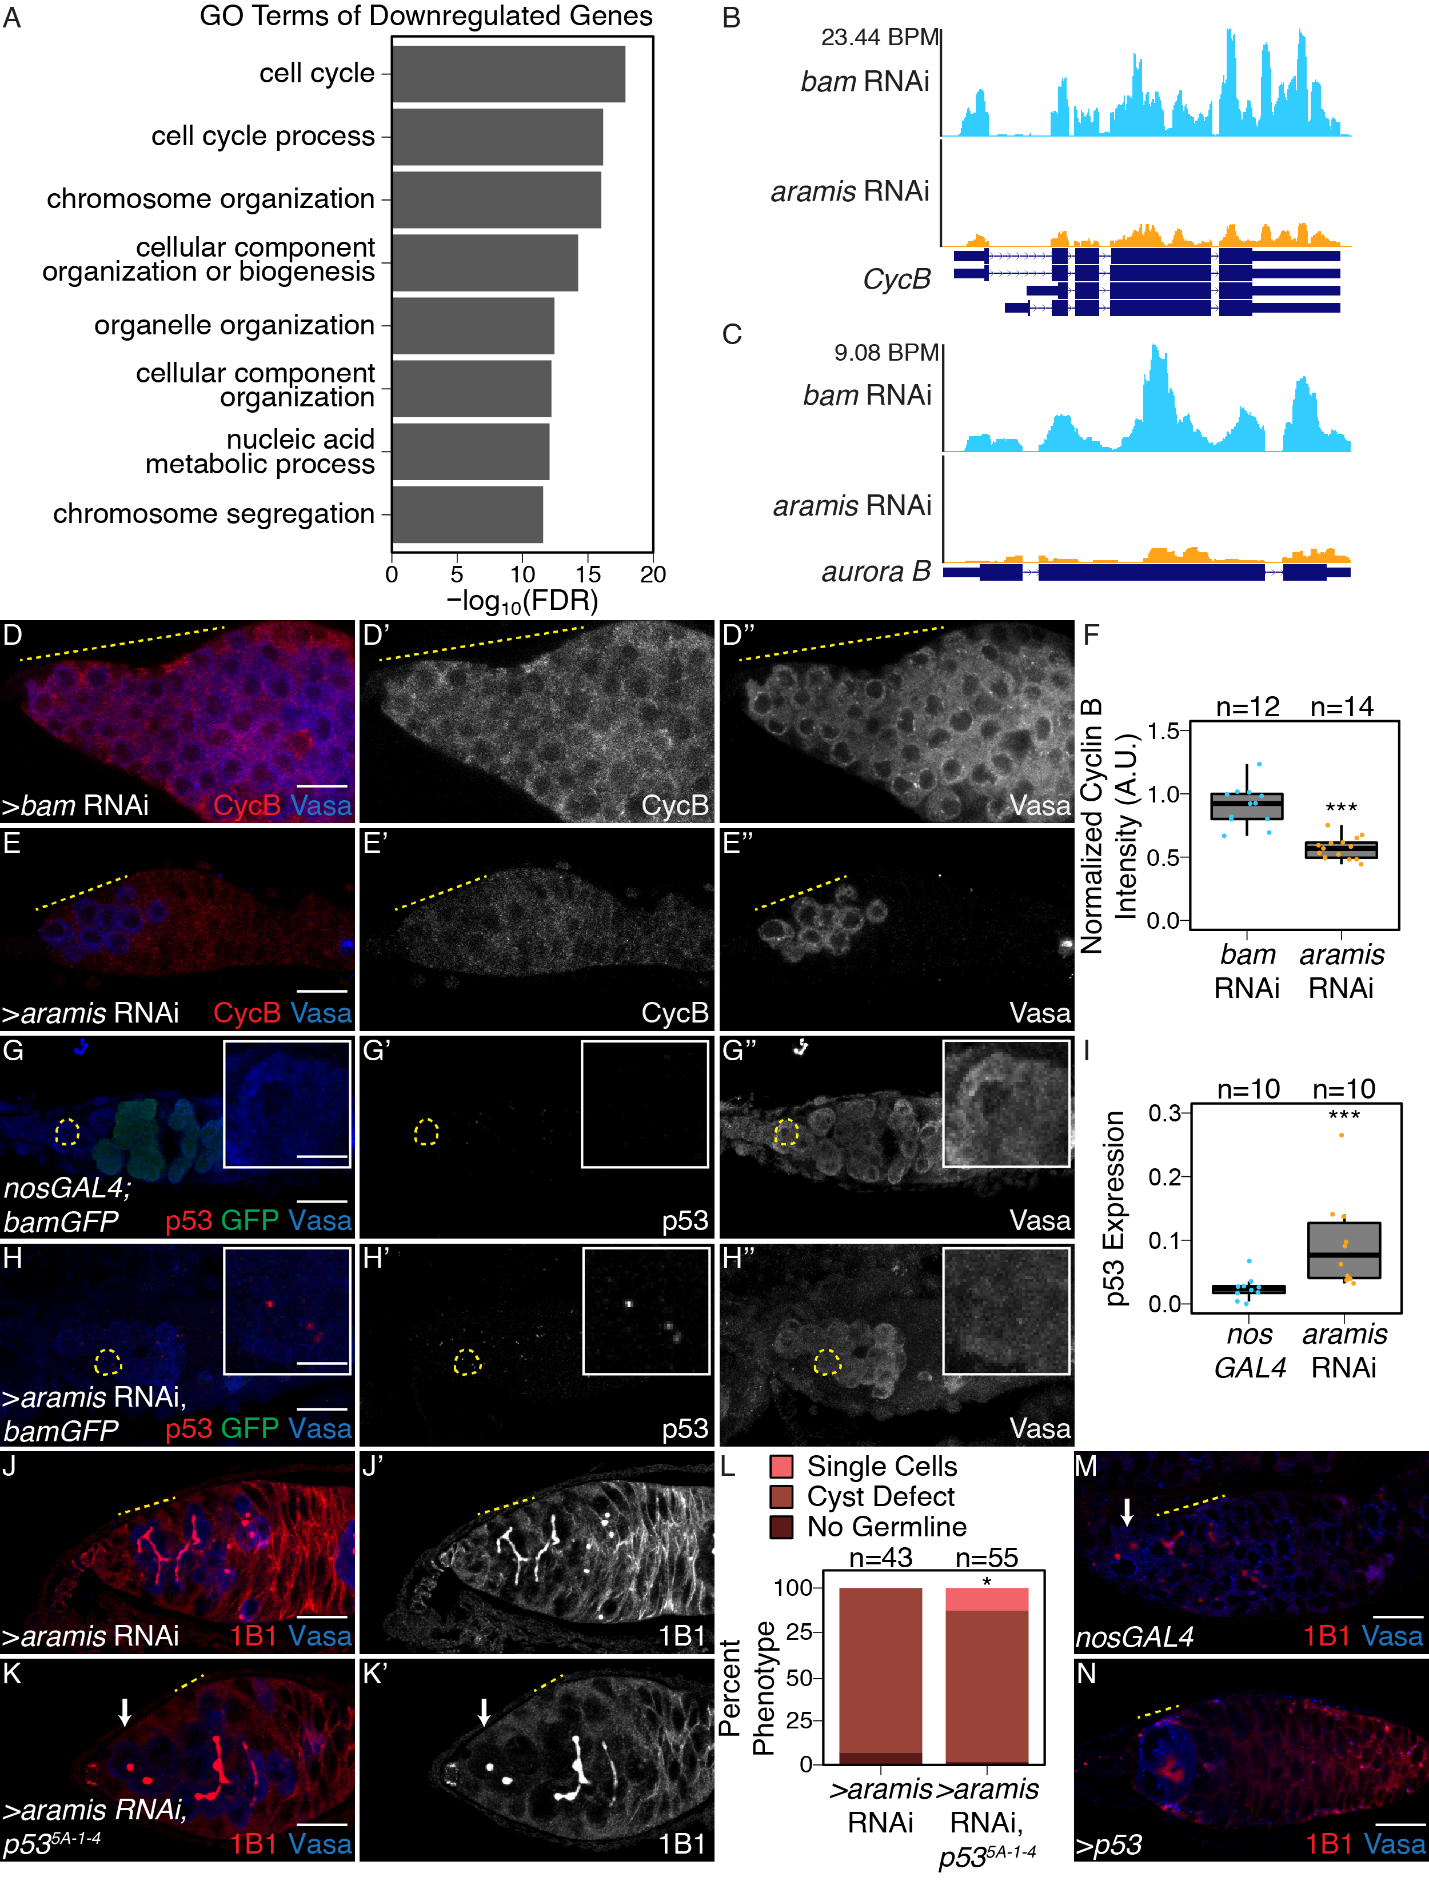 A
GO Terms of Downregulated Genes
cell cycle
cell cycle process
chromosome organization
cellular component
organization or biogenesis
organelle organization
cellular component
organization
nucleic acid
metabolic process
chromosome segregation
0 5 10 15 20
−log10(FDR)
B
23.44 BPM
bam RNAi
aramis RNAi
CycB
C
9.08 BPM
bam RNAi
aramis RNAi
aurora B
D
>bam RNAi
CycB Vasa
D'
CycB
D''
Vasa
E
>aramis RNAi
CycB Vasa
E'
CycB
E''
Vasa
F
n=12 n=14
Normalized Cyclin B
Intensity (A.U.)
1.5
1.0
0.5
0.0
***
bam
RNAi
aramis
RNAi
G
nosGAL4;
bamGFP
p53 GFP Vasa
G'
p53
G''
Vasa
H
>aramis RNAi,
bamGFP
p53 GFP Vasa
H'
p53
H''
Vasa
I
n=10 n=10
p53 Expression
0.3
0.2
0.1
0.0
***
nos
GAL4
aramis
RNAi
J
>aramis RNAi
1B1 Vasa
J'
1B1
K
>aramis RNAi,
p53 5A-1-4
1B1 Vasa
K'
1B1
L
Single Cells
Cyst Defect
No Germline
n=43 n=55
*
Percent
Phenotype
100
25
50
25
0
>aramis
RNAi
>aramis
RNAi,
p53 5A-1-4
M
nosGAL4
1B1 Vasa
N
>p53
1B1 Vasa